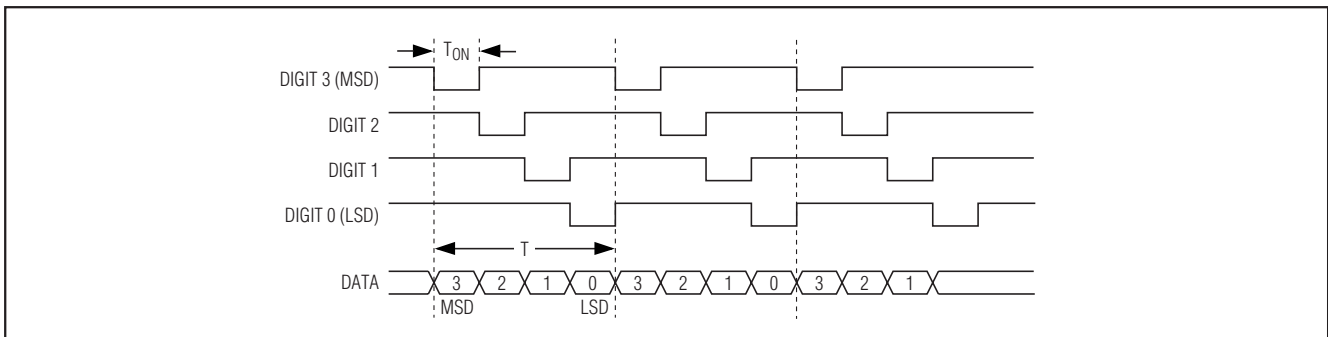 TON
DIGIT 3 (MSD)
DIGIT 2
DIGIT 1
DIGIT 0 (LSD)
T
DATA 3 2 1 0 3 2 1 0 3 2 1
MSD LSD